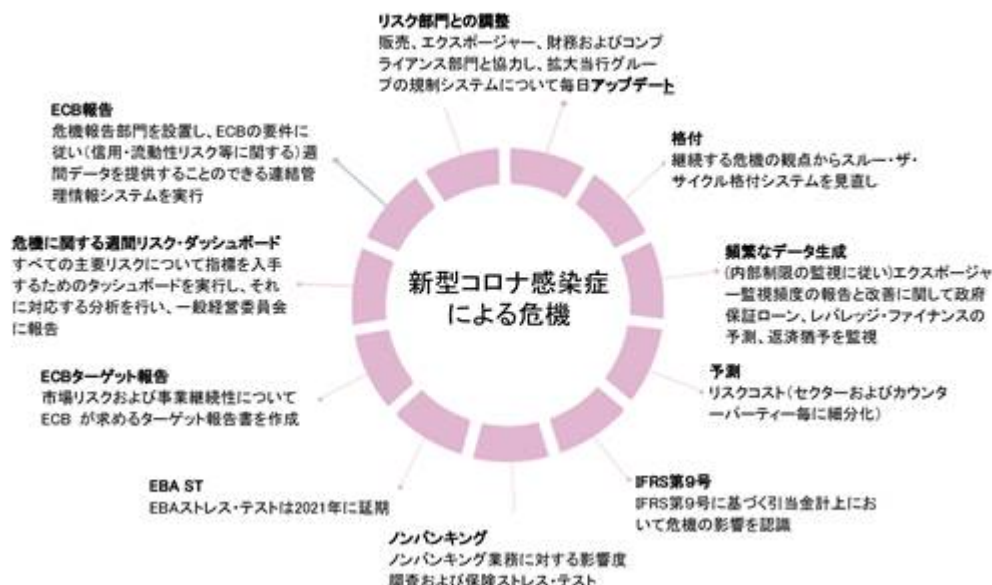 リスク部門との調整
販売、エクスポージャー、財務およびコンプ
ライアンス部門と協力し、拡大当行グルー
プの規制システムについて毎日アップデート
格付
継続する危機の観点からスルー・ザ・
サイクル格付システムを見直し
頻繁なデータ生成
(内部制限の監視に従い)エクスポージャ
ー監視頻度の報告と改善に関して政府
保証ローン、レバレッジ・ファイナンスの
予測、返済猶予を監視
予測
リスクコスト(セクターおよびカウンタ
ーパーティー毎に細分化)
IFRS第9号
IFRS第9号に基づく引当金計上にお
いて危機の影響を認識
ノンバンキング
ノンバンキング業務に対する影響度
調査および保険ストレス・テスト
EBA ST
EBAストレス・テストは2021年に延期
ECBターゲット報告
市場リスクおよび事業継続性について
ECB が求めるターゲット報告書を作成
危機に関する週間リスク・ダッシュボード
すべての主要リスクについて指標を入手
するためのダッシュボードを実行し、それ
に対応する分析を行い、一般経営委員会
に報告
ECB報告
危機報告部門を設置し、ECBの要件に
従い(信用・流動性リスク等に関する)週
間データを提供することのできる連結管
理情報システムを実行
新型コロナ感染症
による危機